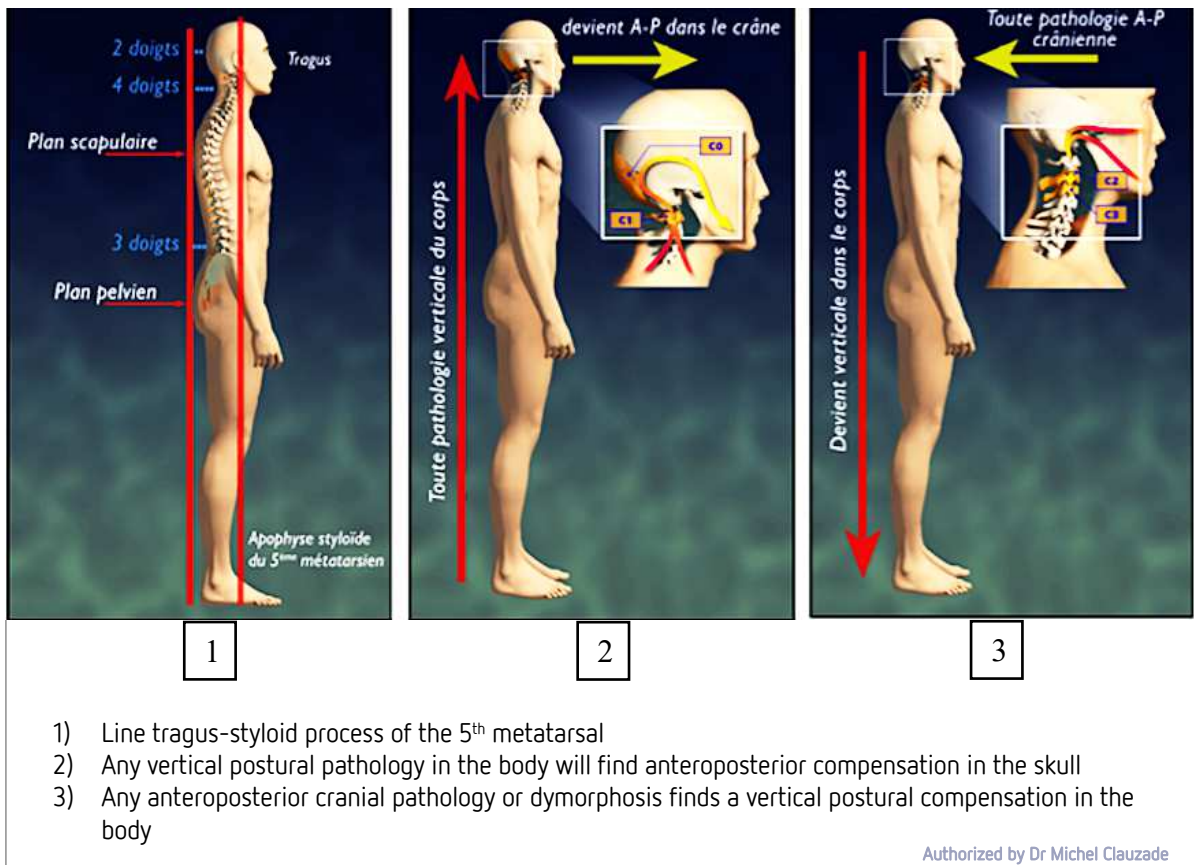 2 doigts
Tragus
4 doigts
Plan scapulaire
3 doigts
Plan pelvien
Apophyse styloïde
du 5ème métatarsien
devient A-P dans le crâne
Toute pathologie verticale du corps
C0
C1
Toute pathologie A-P
crânienne
Devient verticale dans le corps
C2
C3
1
2
3
1) Line tragus-styloid process of the 5th metatarsal
2) Any vertical postural pathology in the body will find anteroposterior compensation in the skull
3) Any anteroposterior cranial pathology or dymorphosis finds a vertical postural compensation in the
body
Authorized by Dr Michel Clauzade